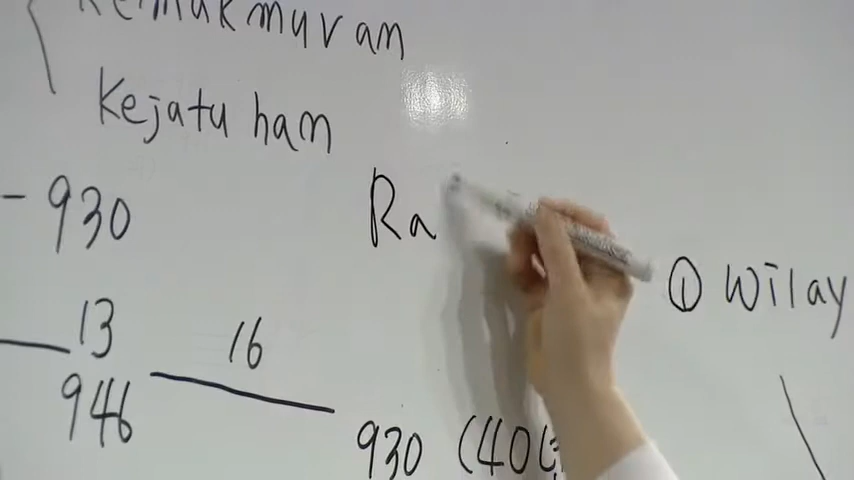 Kemakmuran
Kejatuhan
- 930
Ra
① Wilay
13
16
946
930 (40